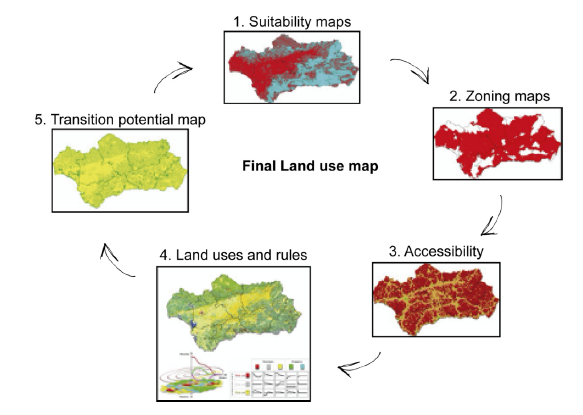 1. Suitability maps
2. Zoning maps
5. Transition potential map
Final Land use map
3. Accessibility
4. Land uses and rules